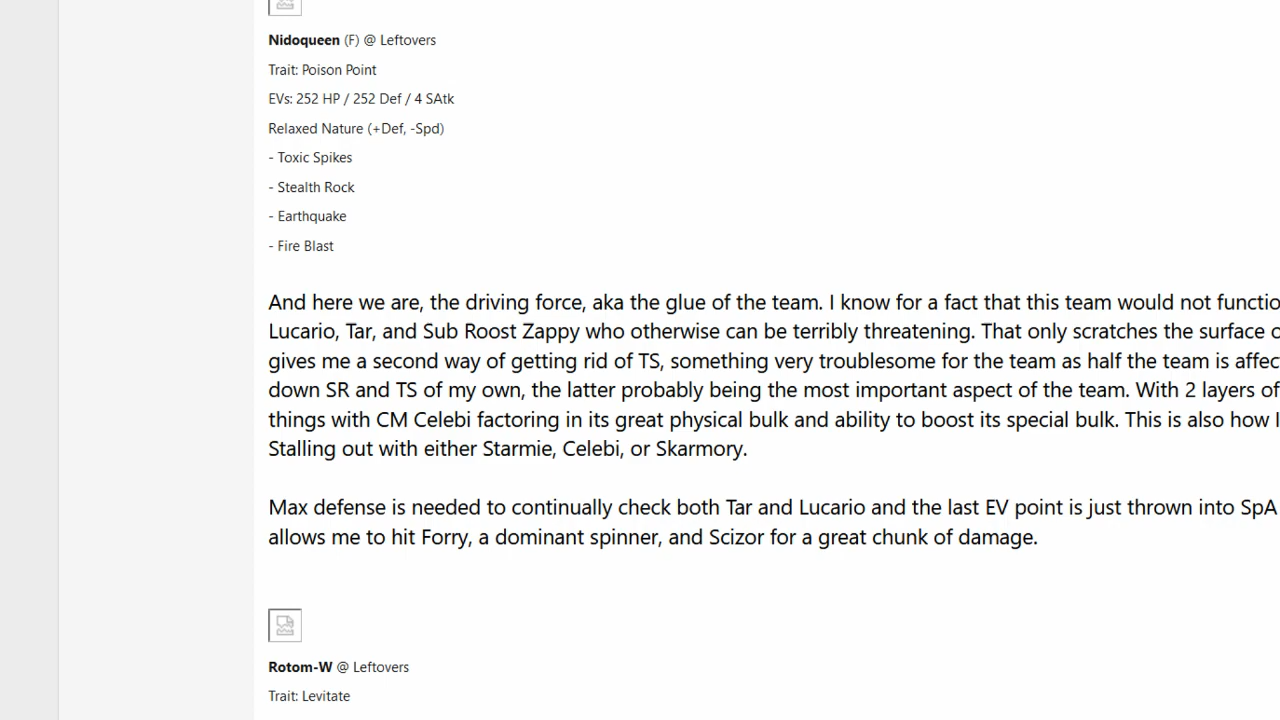 Nidoqueen (F) @ Leftovers
Trait: Poison Point
EVs: 252 HP / 252 Def / 4 SAtk
Relaxed Nature (+Def, -Spd)
- Toxic Spikes
- Stealth Rock
- Earthquake
- Fire Blast
And here we are, the driving force, aka the glue of the team. I know for a fact that this team would not
Lucario, Tar, and Sub Roost Zappy who otherwise can be terribly threatening. That only scratches the surface
gives me a second way of getting rid of TS, something very troublesome for the team as half the team is
down SR and TS of my own, the latter probably being the most important aspect of the team. With 2 layers of
things with CM Celebi factoring in its great physical bulk and ability to boost its special bulk. This is also how I
Stalling out with either Starmie, Celebi, or Skarmory.
Max defense is needed to continually check both Tar and Lucario and the last EV point is just thrown into SpA
allows me to hit Forry, a dominant spinner, and Scizor for a great chunk of damage.
Rotom-W @ Leftovers
Trait: Levitate